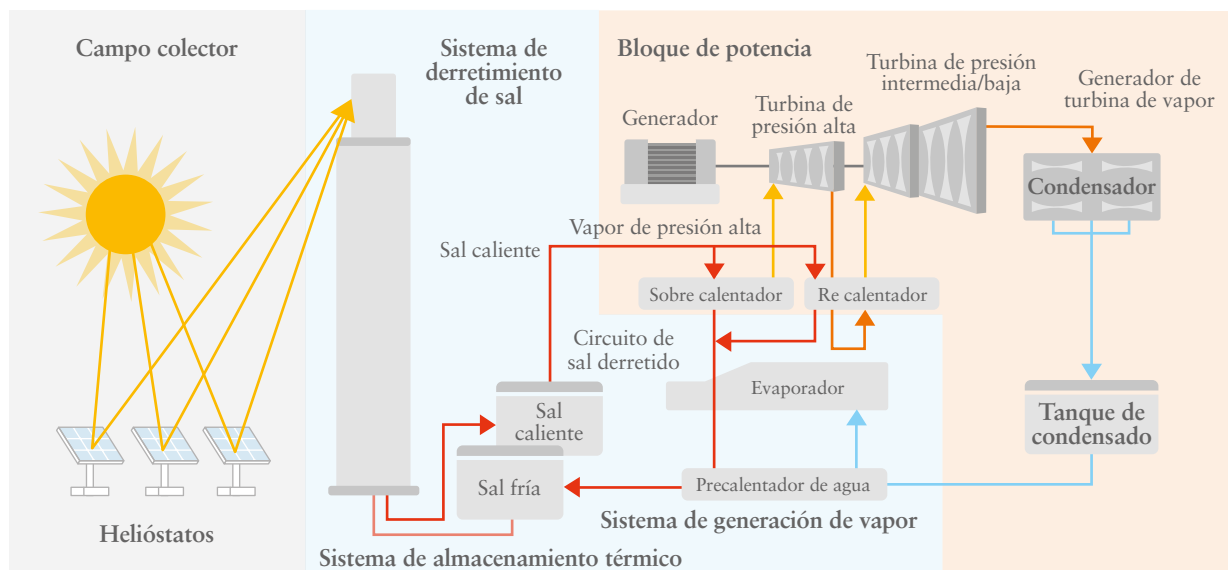 Campo colector
Sistema de
derretimiento
de sal
Bloque de potencia
Turbina de presión
intermedia/baja
Generador de
turbina de vapor
Turbina de
presión alta
Generador
Condensador
Vapor de presión alta
Sal caliente
Sobre calentador
Re calentador
Circuito de
sal derretido
Evaporador
Sal
caliente
Tanque de
condensado
Sal fría
Precalentador de agua
Sistema de generación de vapor
Helióstatos
Sistema de almacenamiento térmico